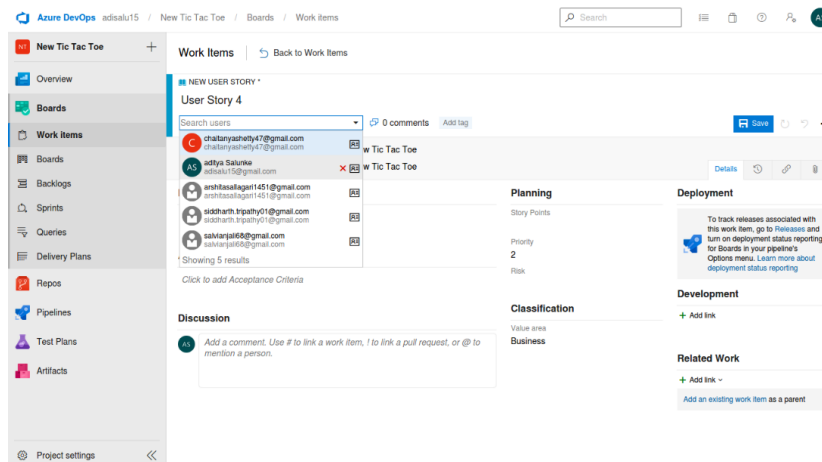 Azure DevOps adisalu15 / New Tic Tac Toe / Boards / Work items
Search
NT New Tic Tac Toe
Overview
Boards
Work items
Boards
Backlogs
Sprints
Queries
Delivery Plans
Repos
Pipelines
Test Plans
Artifacts
Project settings
Work Items
Back to Work Items
NEW USER STORY *
User Story 4
Search users
0 comments
Add tag
Save
C
chaitanyashetty47@gmail.com
chaitanyashetty47@gmail.com
AS
aditya Salunke
adisalu15@gmail.com
arshitasallagari1451@gmail.com
arshitasallagari1451@gmail.com
siddharth.tripathy01@gmail.com
siddharth.tripathy01@gmail.com
salvianjali68@gmail.com
salvianjali68@gmail.com
Showing 5 results
w Tic Tac Toe
w Tic Tac Toe
Details
Click to add Acceptance Criteria
Discussion
AS
Add a comment. Use # to link a work item, ! to link a pull request, or @ to
mention a person.
Planning
Story Points
Priority
2
Risk
Classification
Value area
Business
Deployment
To track releases associated with
this work item, go to Releases and
turn on deployment status reporting
for Boards in your pipeline's
Options menu. Learn more about
deployment status reporting
Development
+ Add link
Related Work
+ Add link
Add an existing work item as a parent